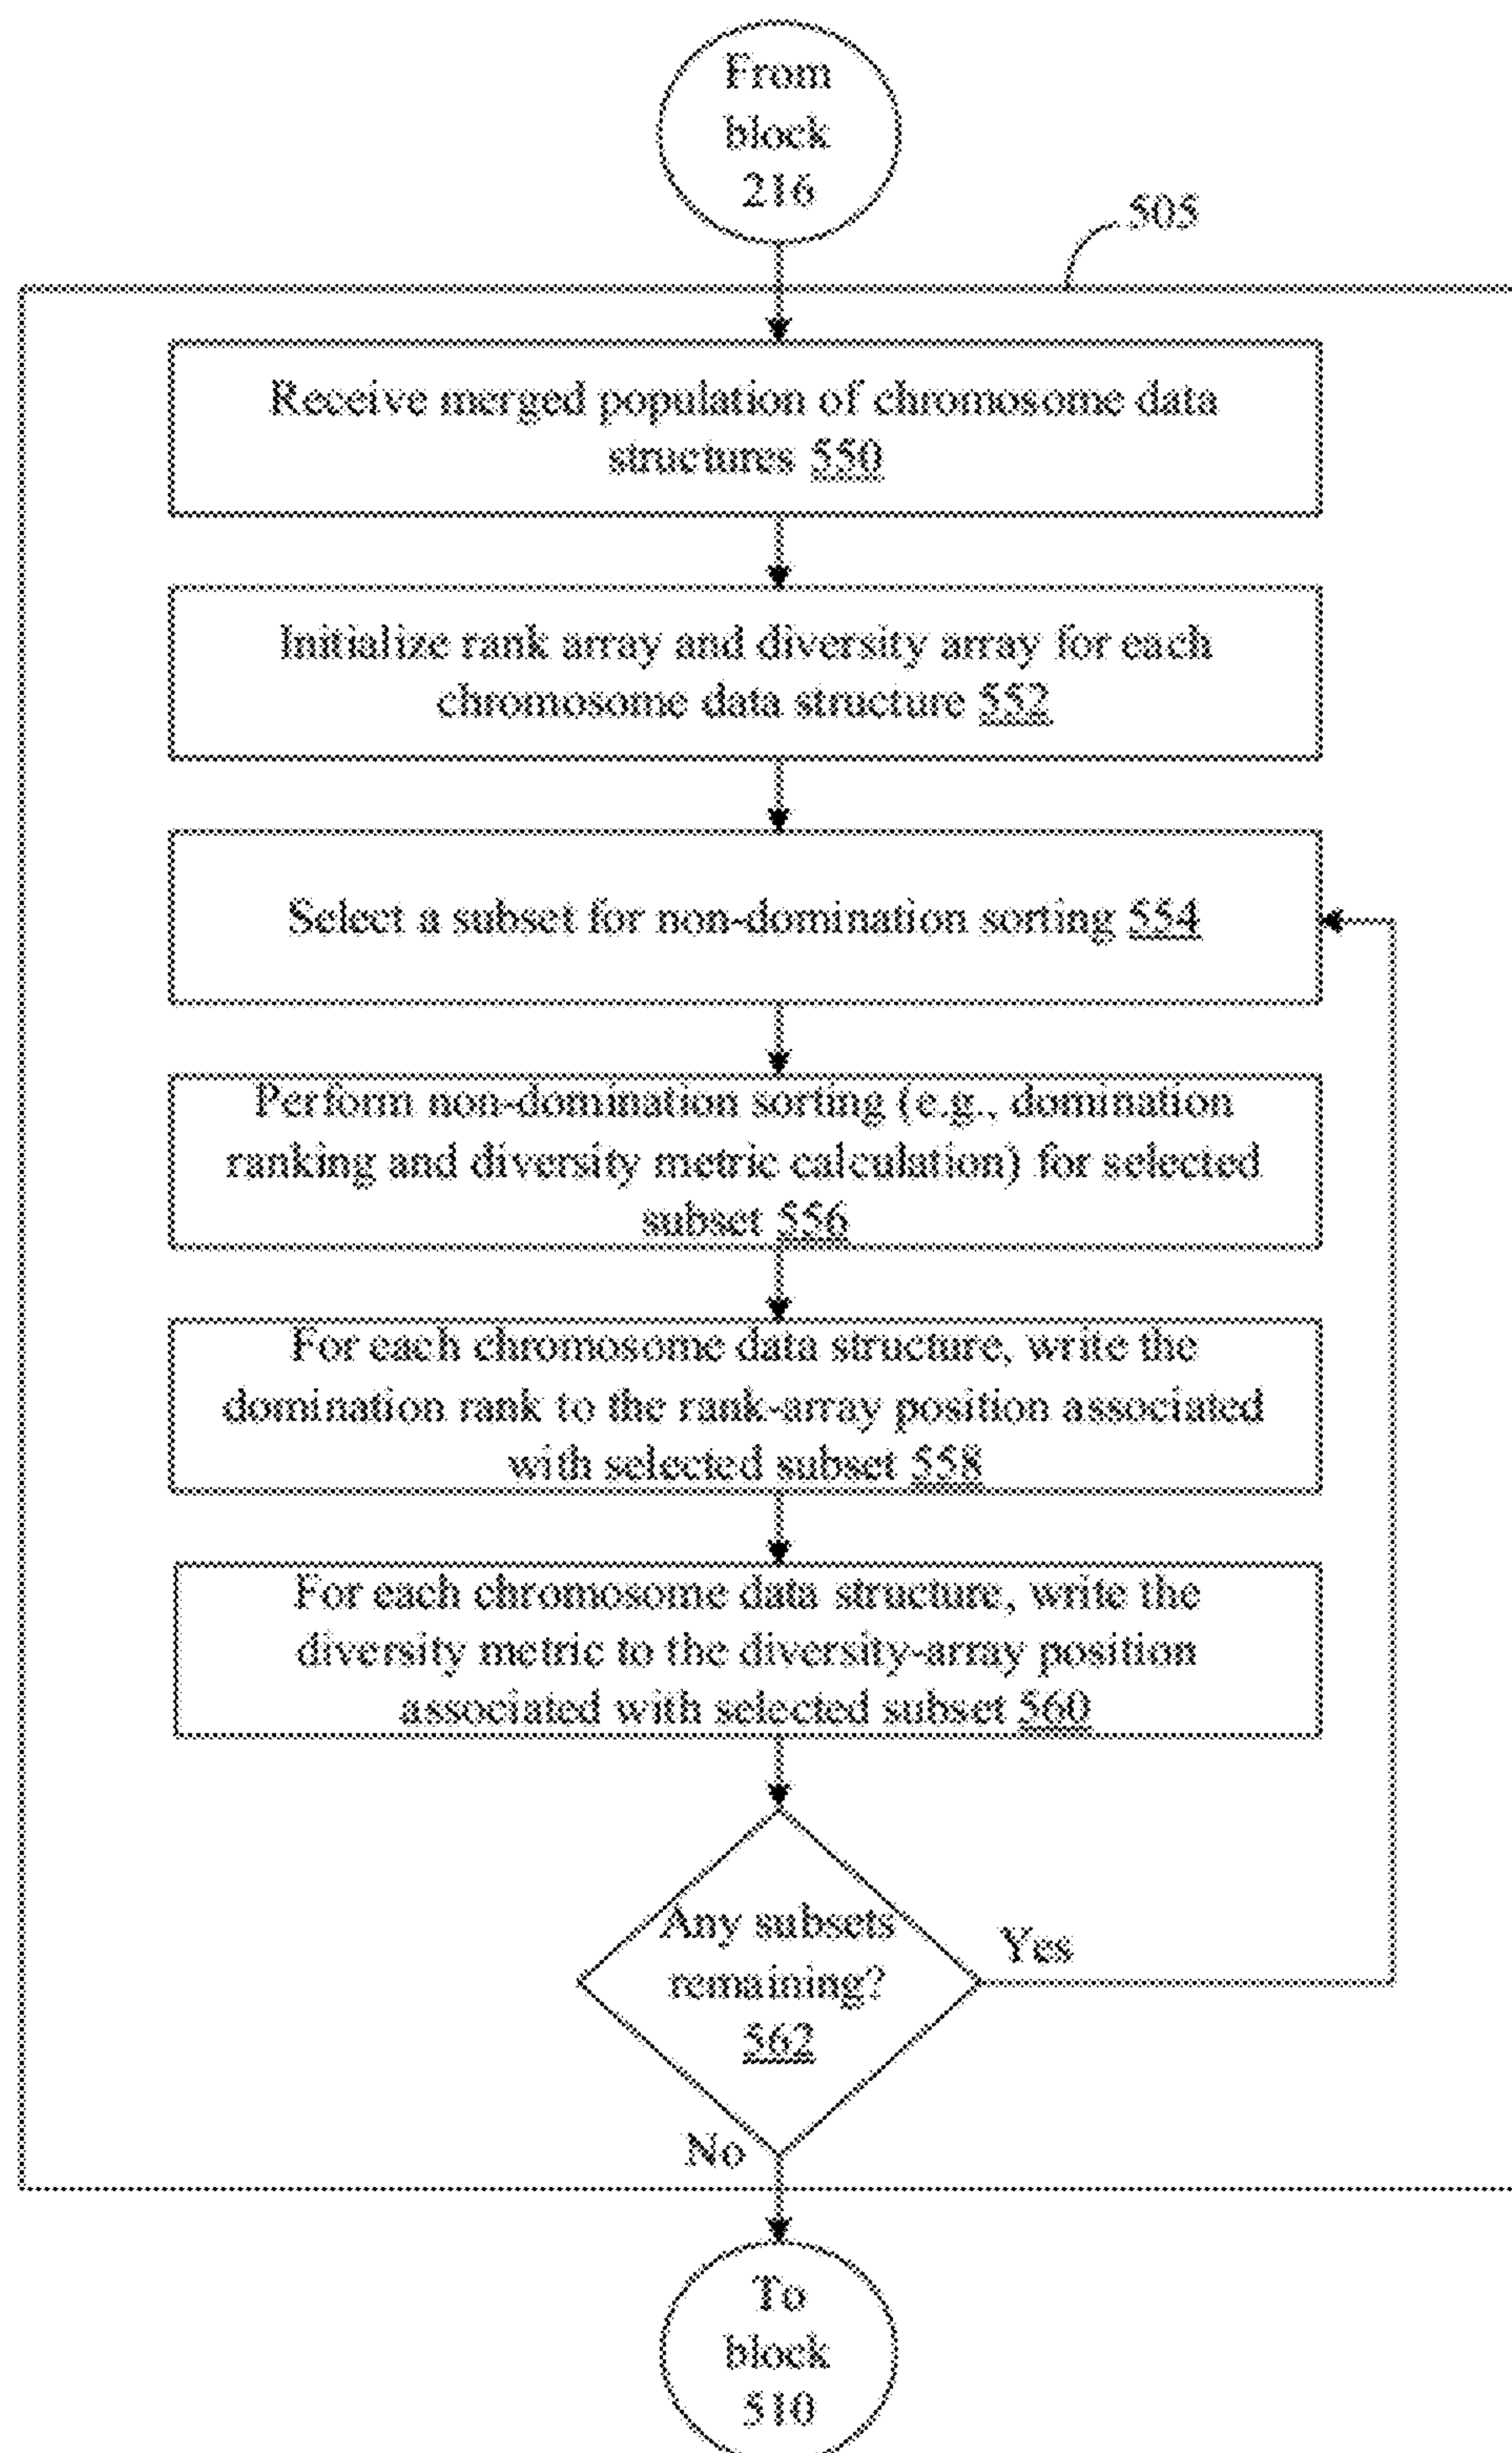 From
block
216
505
Receive merged population of chromosome data
structures 550
Initialize rank array and diversity array for each
chromosome data structure 552
Select a subset for non-domination sorting 554
Perform non-domination sorting (e.g., domination
ranking and diversity metric calculation) for selected
subset 556
For each chromosome data structure, write the
domination rank to the rank-array position associated
with selected subset 558
For each chromosome data structure, write the
diversity metric to the diversity-array position
associated with selected subset 560
Any subsets
remaining?
562
Yes
No
To
block
510